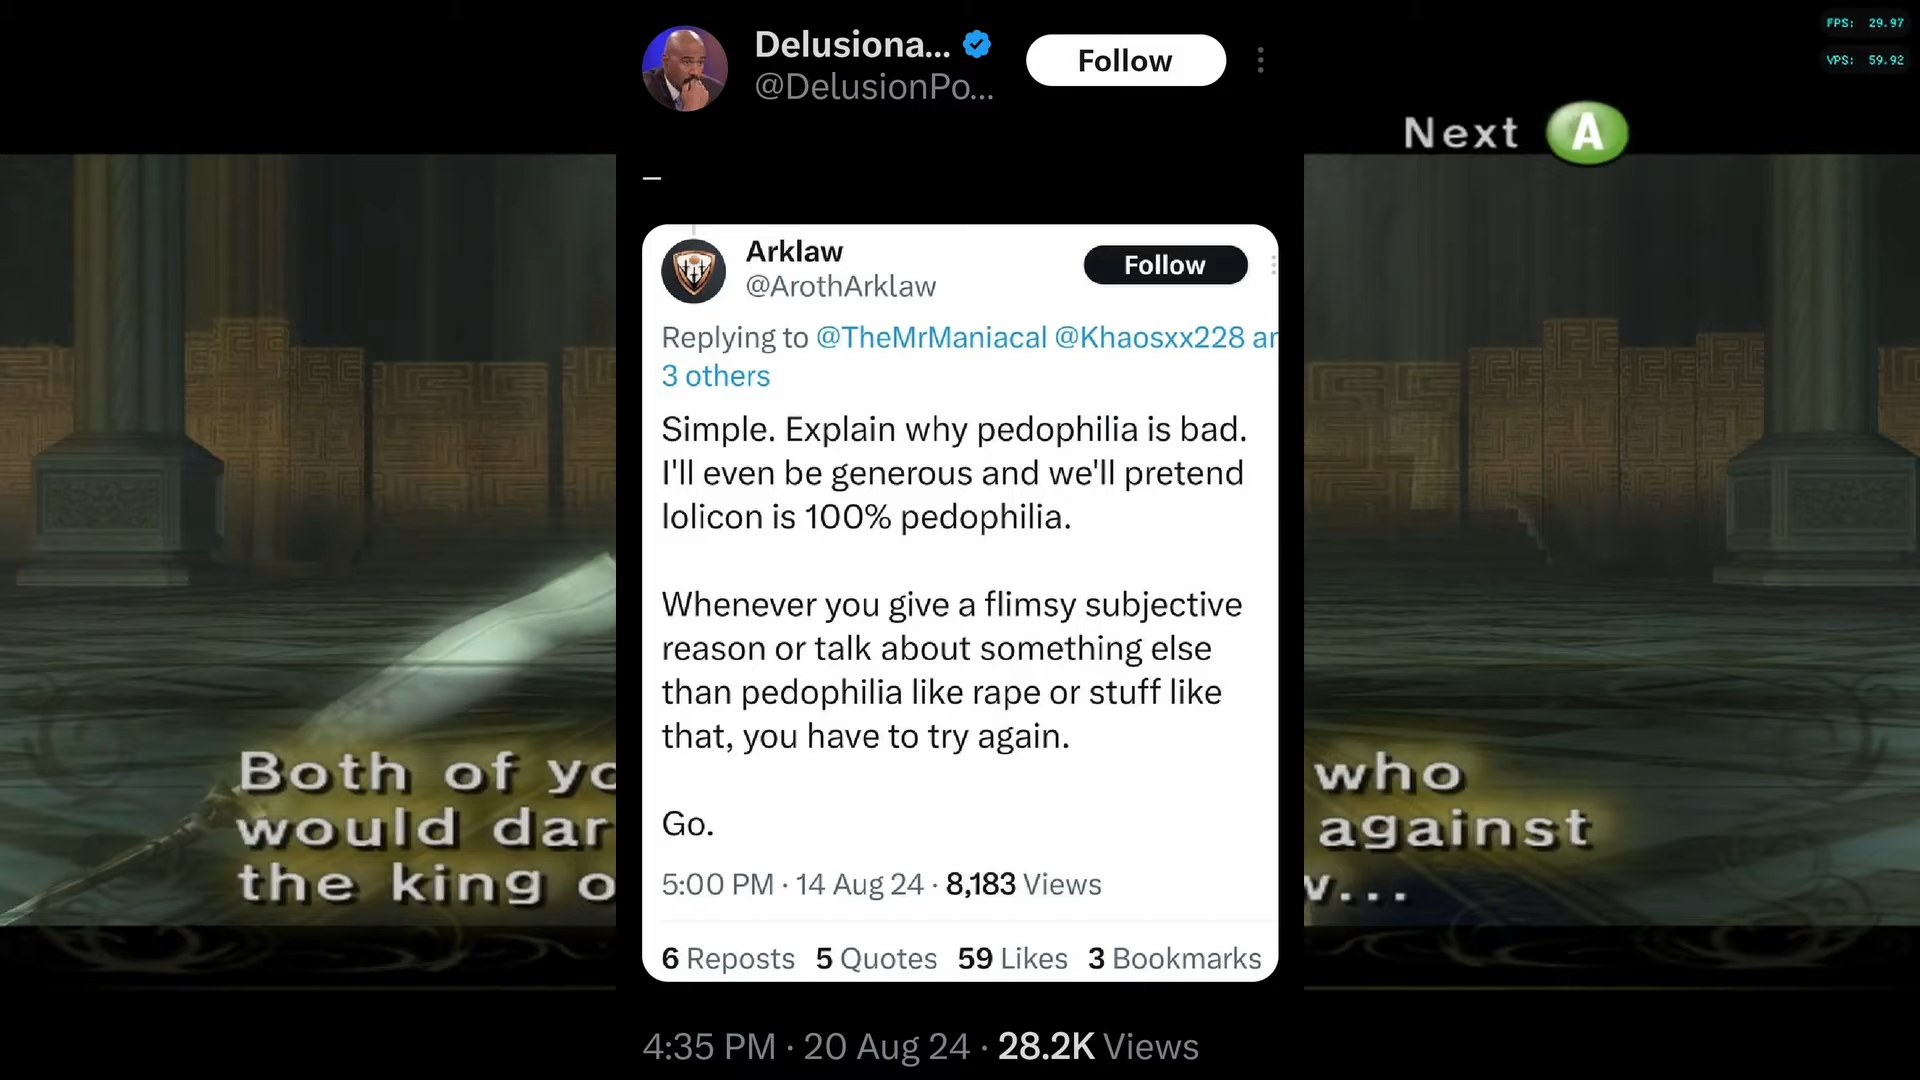 FPS: 29.97
VPS: 59.92
Delusiona...
@DelusionPo...
Follow
Next A
–
Arklaw
@ArothArklaw
Follow
Replying to @TheMrManiacal @Khaosxx228 ar
3 others
Simple. Explain why pedophilia is bad.
I'll even be generous and we'll pretend
lolicon is 100% pedophilia.
Whenever you give a flimsy subjective
reason or talk about something else
than pedophilia like rape or stuff like
that, you have to try again.
Go.
5:00 PM · 14 Aug 24 · 8,183 Views
6 Reposts 5 Quotes 59 Likes 3 Bookmarks
4:35 PM · 20 Aug 24 · 28.2K Views
Both of yo who
would dar against
the king o w...